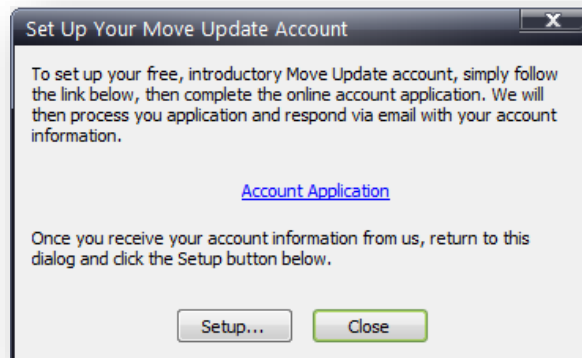 Set Up Your Move Update Account
X
To set up your free, introductory Move Update account, simply follow
the link below, then complete the online account application. We will
then process you application and respond via email with your account
information.
Account Application
Once you receive your account information from us, return to this
dialog and click the Setup button below.
Setup...
Close